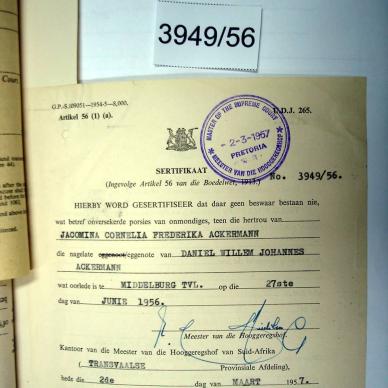 3949/56
G.P.-S.109051—1954-5—8,000.
U.D.J. 265.
Artikel 56 (1) (a).
MASTER OF THE SUPREME COURT
-2-3-1957
PRETORIA
MEESTER VAN DIE HOOGGEREGSHOF
SERTIFIKAAT
(Ingevolge Artikel 56 van die Boedelwet, 1913.)
No. 3949/56.
HIERBY WORD GESERTIFISEER dat daar geen beswaar bestaan nie,
wat betref onversekerde porsies van onmondiges, teen die hertrou van
JACOMINA CORNELIA FREDERIKA ACKERMANN
die nagelate eggenoot/eggenote van DANIEL WILLEM JOHANNES
ACKERMANN
wat oorlede is te MIDDELBURG TVL. op die 27ste
dag van JUNIE 1956.
Meester van die Hooggeregshof.
Kantoor van die Meester van die Hooggeregshof van Suid-Afrika
( TRANSVAALSE Provinsiale Afdeling),
hede die 2de dag van MAART 1957.